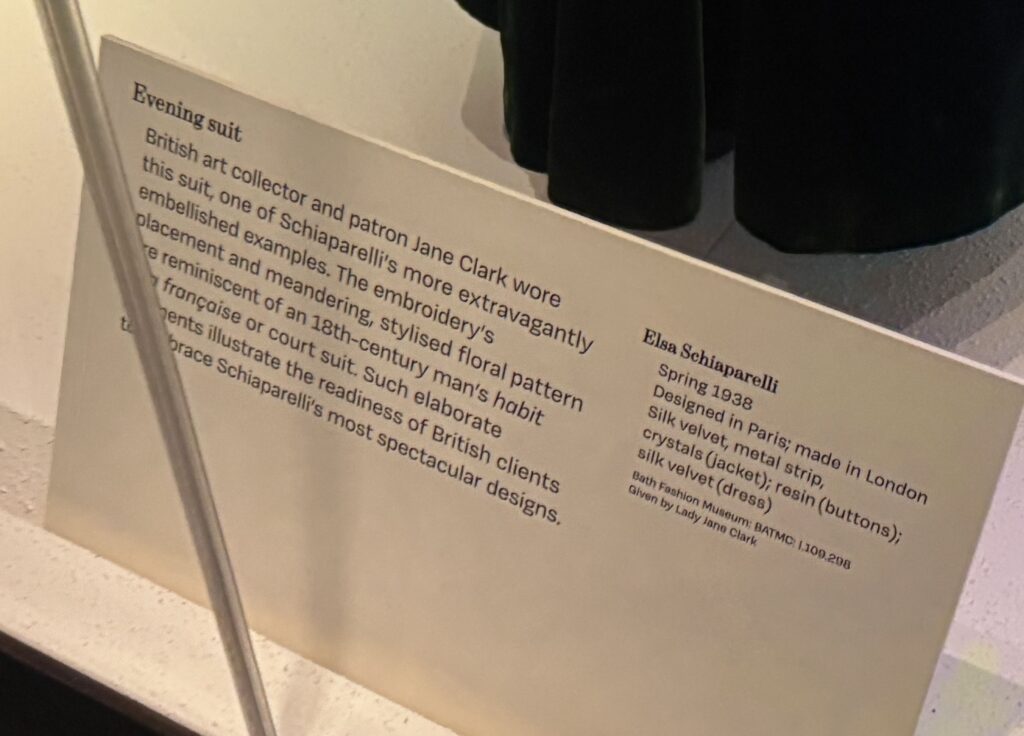 Evening suit
British art collector and patron Jane Clark wore
this suit, one of Schiaparelli's more extravagantly
embellished examples. The embroidery's
placement and meandering, stylised floral pattern
re reminiscent of an 18th-century man's habit
française or court suit. Such elaborate
ents illustrate the readiness of British clients
brace Schiaparelli's most spectacular designs.
Elsa Schiaparelli
Spring 1938
Designed in Paris; made in London
Silk velvet, metal strip,
crystals (jacket); resin (buttons);
silk velvet (dress)
Bath Fashion Museum: BATMC: I.109.298
Given by Lady Jane Clark